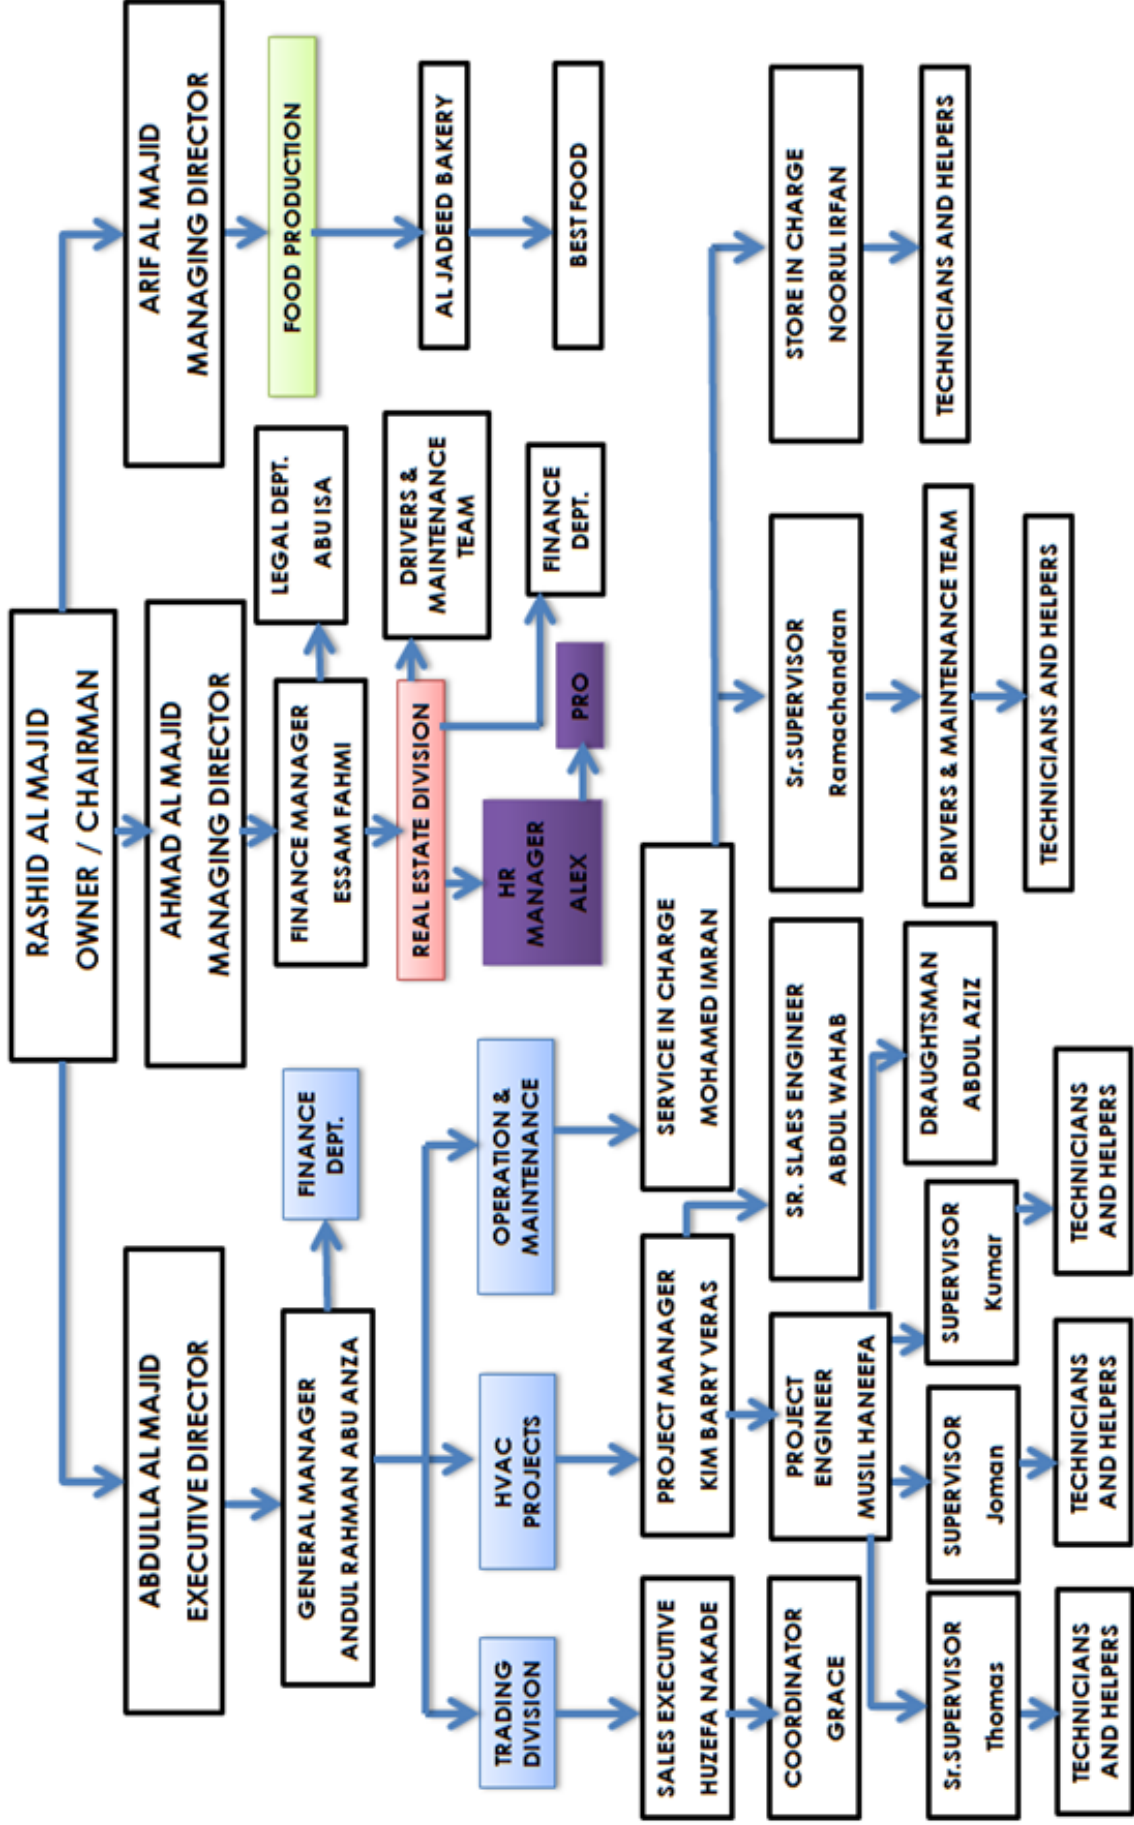 RASHID AL MAJID
OWNER / CHAIRMAN
ABDULLA AL MAJID
EXECUTIVE DIRECTOR
AHMAD AL MAJID
MANAGING DIRECTOR
ARIF AL MAJID
MANAGING DIRECTOR
GENERAL MANAGER
ANDUL RAHMAN ABU ANZA
FINANCE
DEPT.
FINANCE MANAGER
ESSAM FAHMI
LEGAL DEPT.
ABU ISA
FOOD PRODUCTION
REAL ESTATE DIVISION
DRIVERS &
MAINTENANCE
TEAM
AL JADEED BAKERY
TRADING
DIVISION
HVAC
PROJECTS
OPERATION &
MAINTENANCE
HR
MANAGER
ALEX
PRO
FINANCE
DEPT.
BEST FOOD
SALES EXECUTIVE
HUZEFA NAKADE
PROJECT MANAGER
KIM BARRY VERAS
SERVICE IN CHARGE
MOHAMED IMRAN
COORDINATOR
GRACE
PROJECT
ENGINEER
MUSIL HANEEFA
SR. SLAES ENGINEER
ABDUL WAHAB
Sr.SUPERVISOR
Ramachandran
STORE IN CHARGE
NOORUL IRFAN
Sr.SUPERVISOR
Thomas
SUPERVISOR
Joman
SUPERVISOR
Kumar
DRAUGHTSMAN
ABDUL AZIZ
DRIVERS & MAINTENANCE TEAM
TECHNICIANS AND HELPERS
TECHNICIANS
AND HELPERS
TECHNICIANS
AND HELPERS
TECHNICIANS
AND HELPERS
TECHNICIANS AND HELPERS